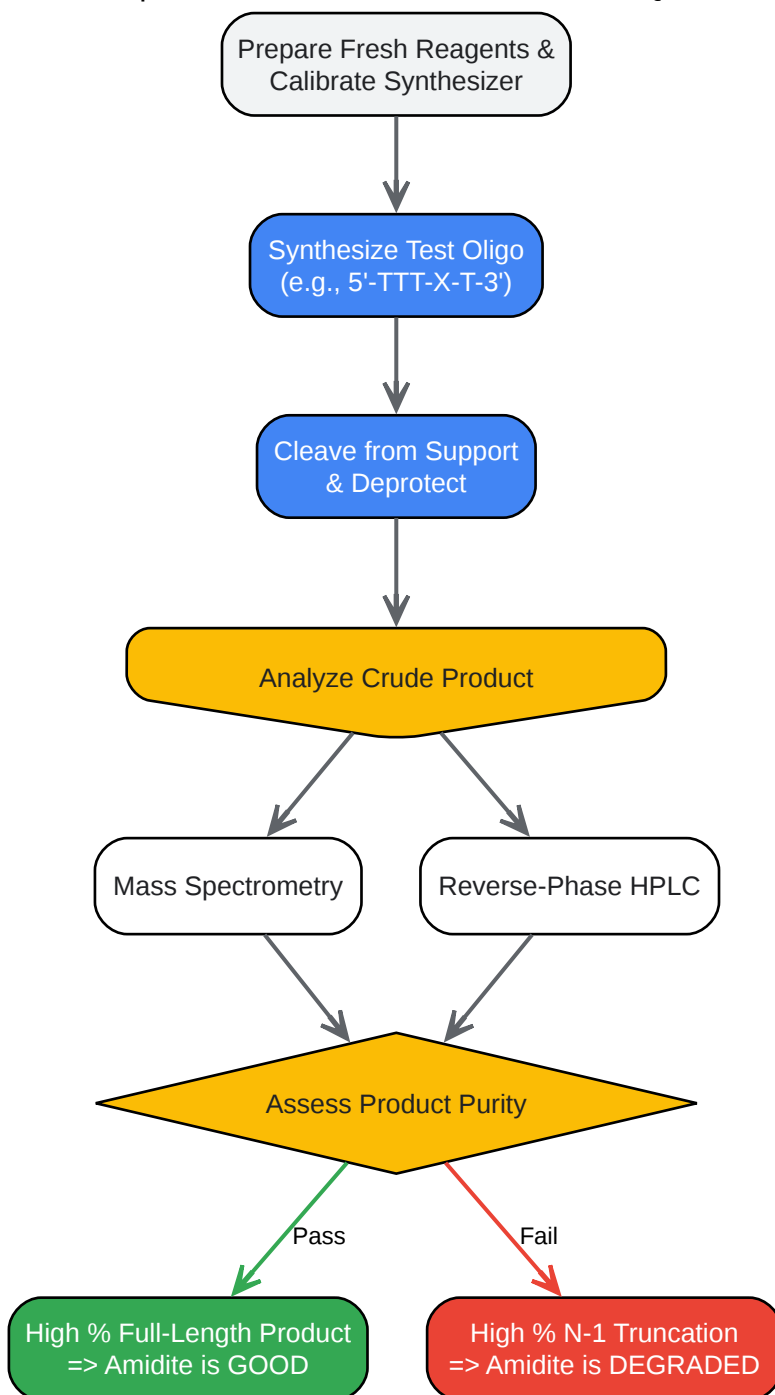 Prepare Fresh Reagents &
Calibrate Synthesizer
Synthesize Test Oligo
(e.g., 5'-TTT-X-T-3')
Cleave from Support
& Deprotect
Analyze Crude Product
Mass Spectrometry
Reverse-Phase HPLC
Assess Product Purity
Pass
Fail
High % Full-Length Product
=> Amidite is GOOD
High % N-1 Truncation
=> Amidite is DEGRADED